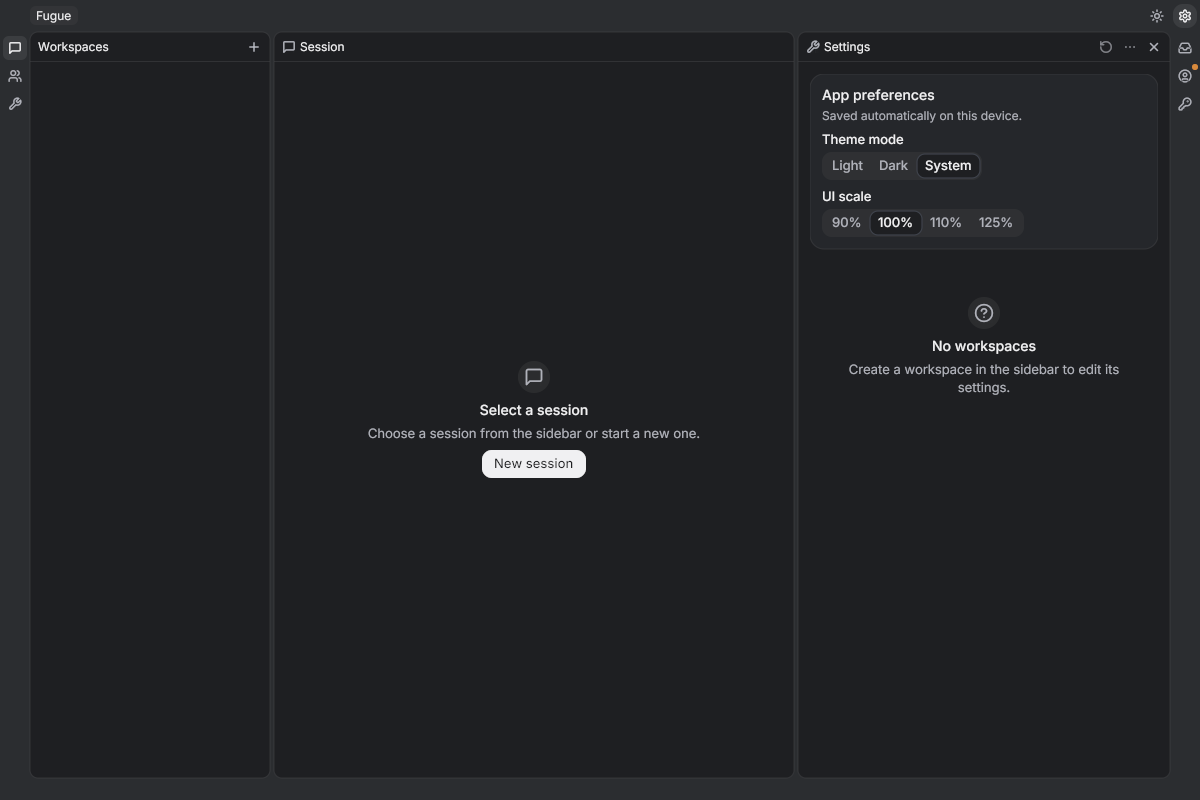 Fugue
Workspaces
Session
Select a session
Choose a session from the sidebar or start a new one.
New session
Settings
App preferences
Saved automatically on this device.
Theme mode
Light Dark System
UI scale
90% 100% 110% 125%
No workspaces
Create a workspace in the sidebar to edit its
settings.